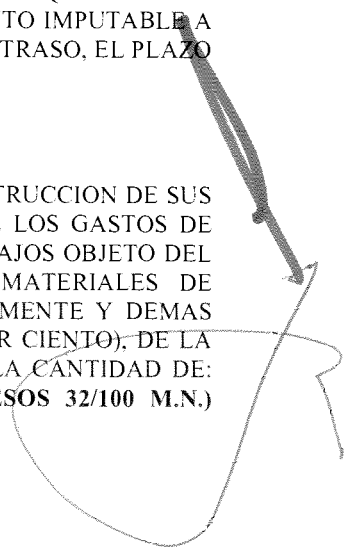 TO IMPUTABLE A
TRASO, EL PLAZO
TRUCCION DE SUS
LOS GASTOS DE
AJOS OBJETO DEL
MATERIALES DE
MENTE Y DEMAS
R CIENTO), DE LA
LA CANTIDAD DE:
ESOS 32/100 M.N.)